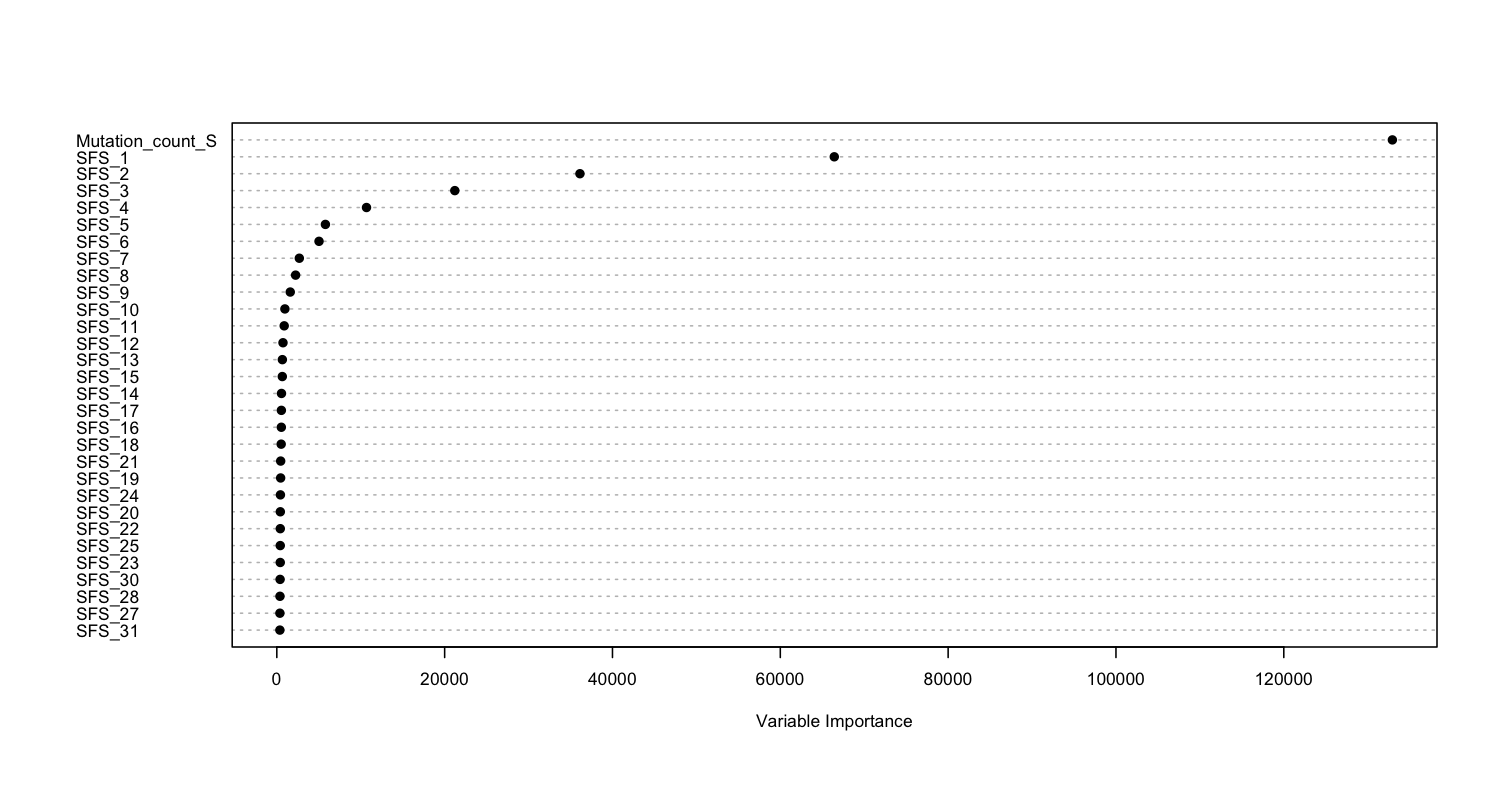 Mutation_count_S
SFS_1
SFS_2
SFS_3
SFS_4
SFS_5
SFS_6
SFS_7
SFS_8
SFS_9
SFS_10
SFS_11
SFS_12
SFS_13
SFS_15
SFS_14
SFS_17
SFS_16
SFS_18
SFS_21
SFS_19
SFS_24
SFS_20
SFS_22
SFS_25
SFS_23
SFS_30
SFS_28
SFS_27
SFS_31
0 20000 40000 60000 80000 100000 120000
Variable Importance